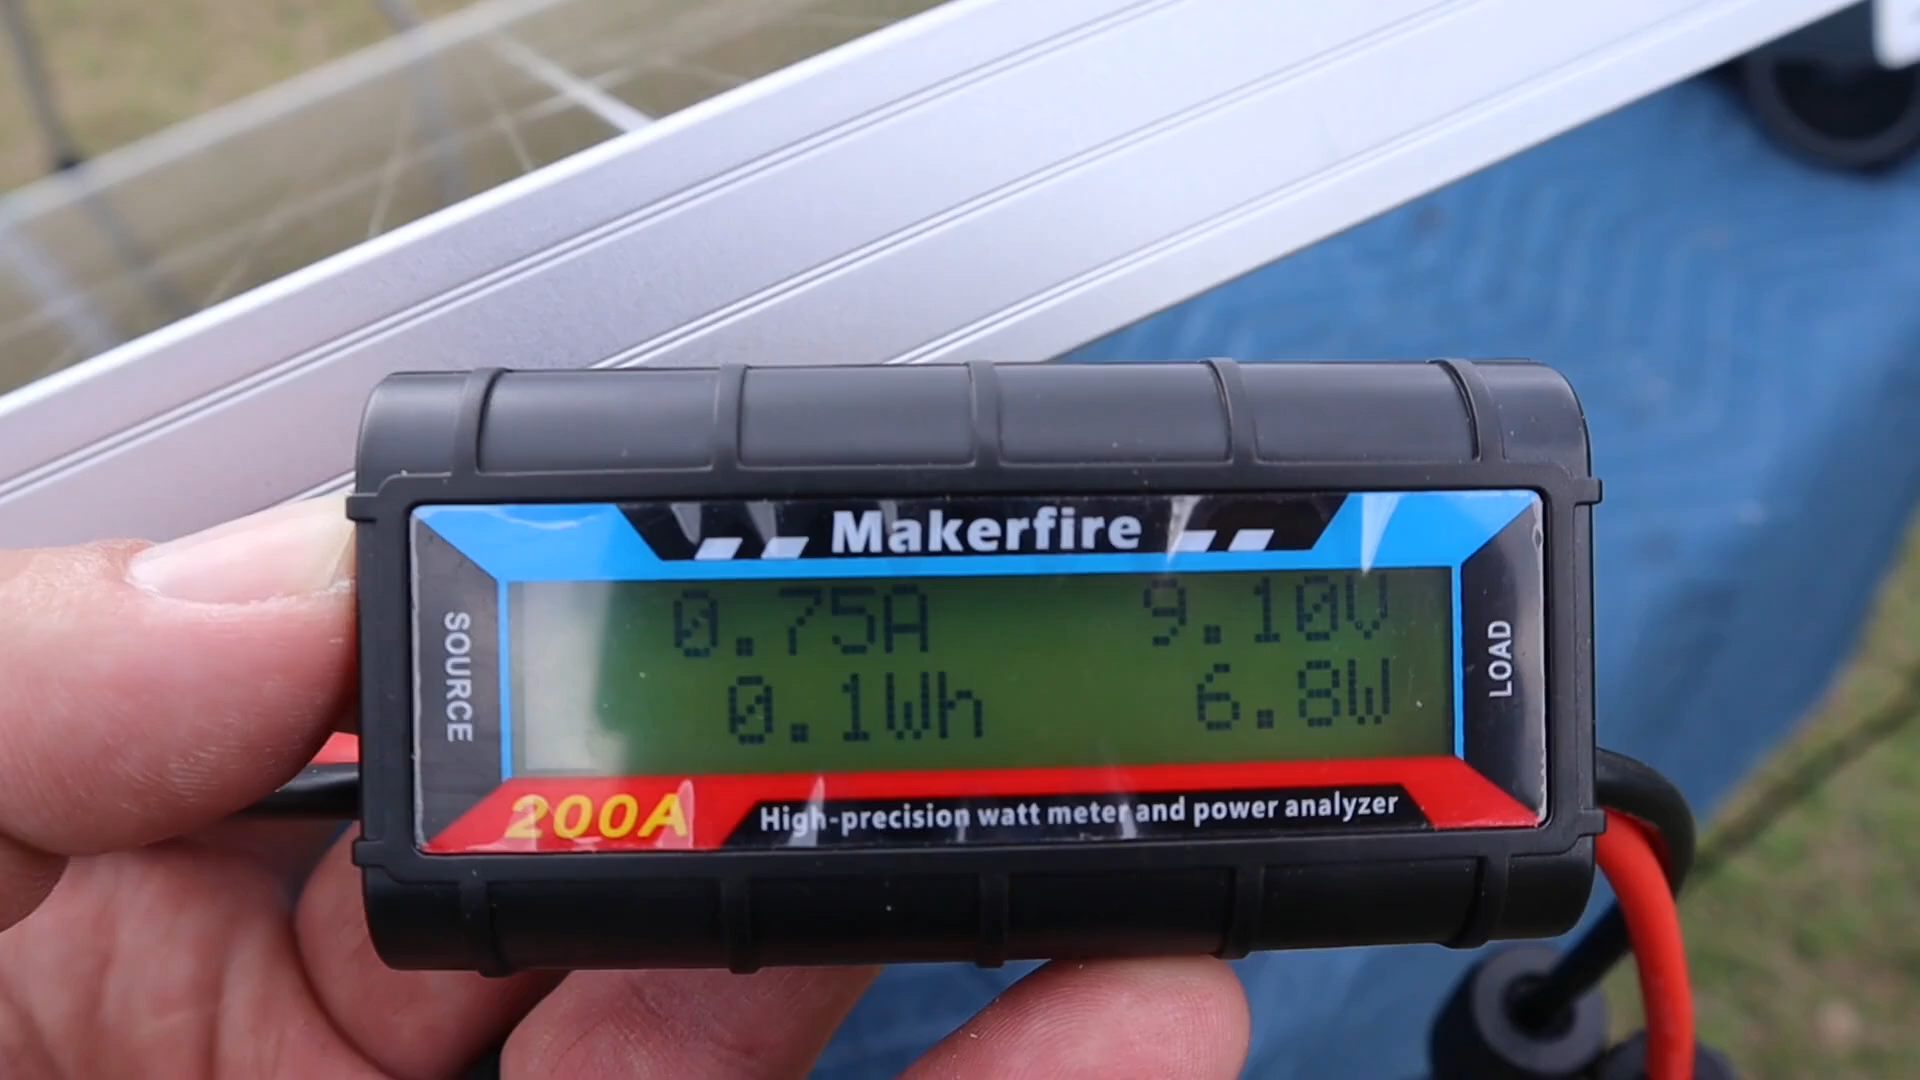 Makerfire
SOURCE
0.75A 9.10V
0.1Wh 6.8W
LOAD
200A High-precision watt meter and power analyzer